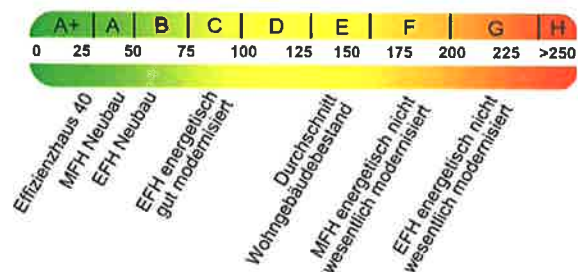 A+ A B C D E F G H
0 25 50 75 100 125 150 175 200 225 >250
Effizienzhaus 40
MFH Neubau
EFH Neubau
EFH energetisch
gut modernisiert
Durchschnitt
Wohngebäudebestand
MFH energetisch nicht
wesentlich modernisiert
EFH energetisch nicht
wesentlich modernisiert